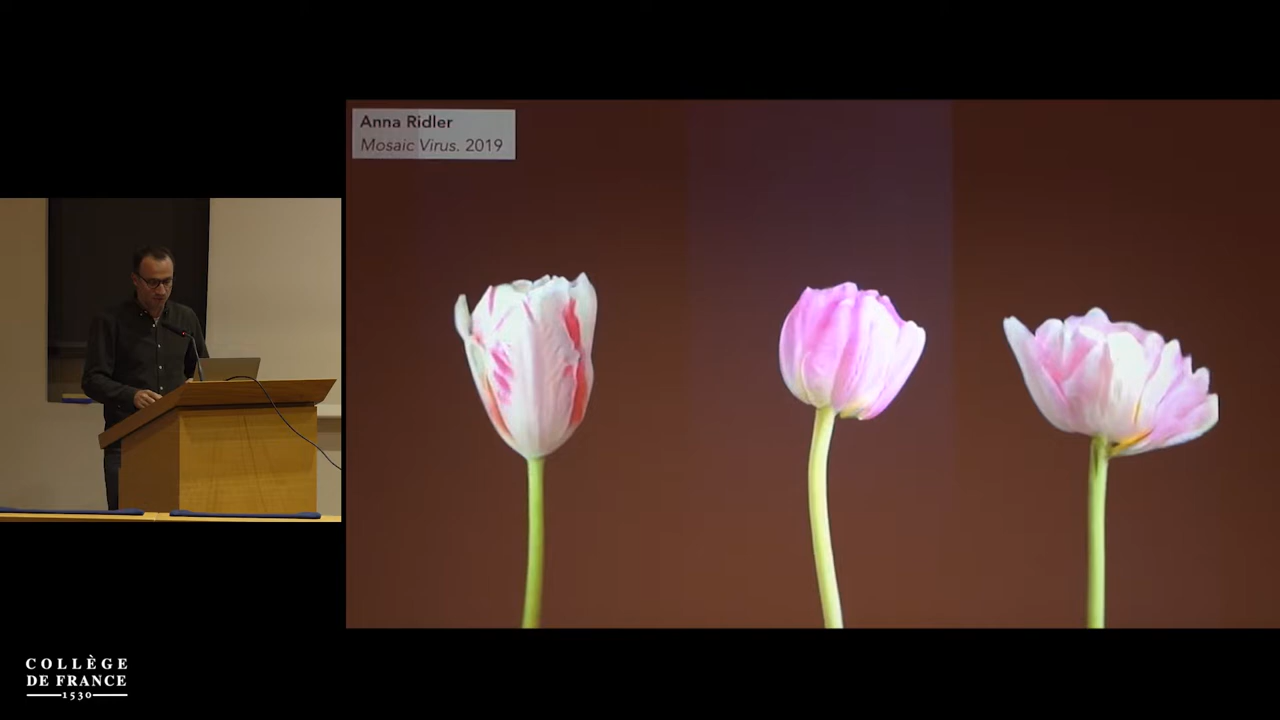 Anna Ridler
Mosaic Virus. 2019
COLLÈGE
DE FRANCE
1530